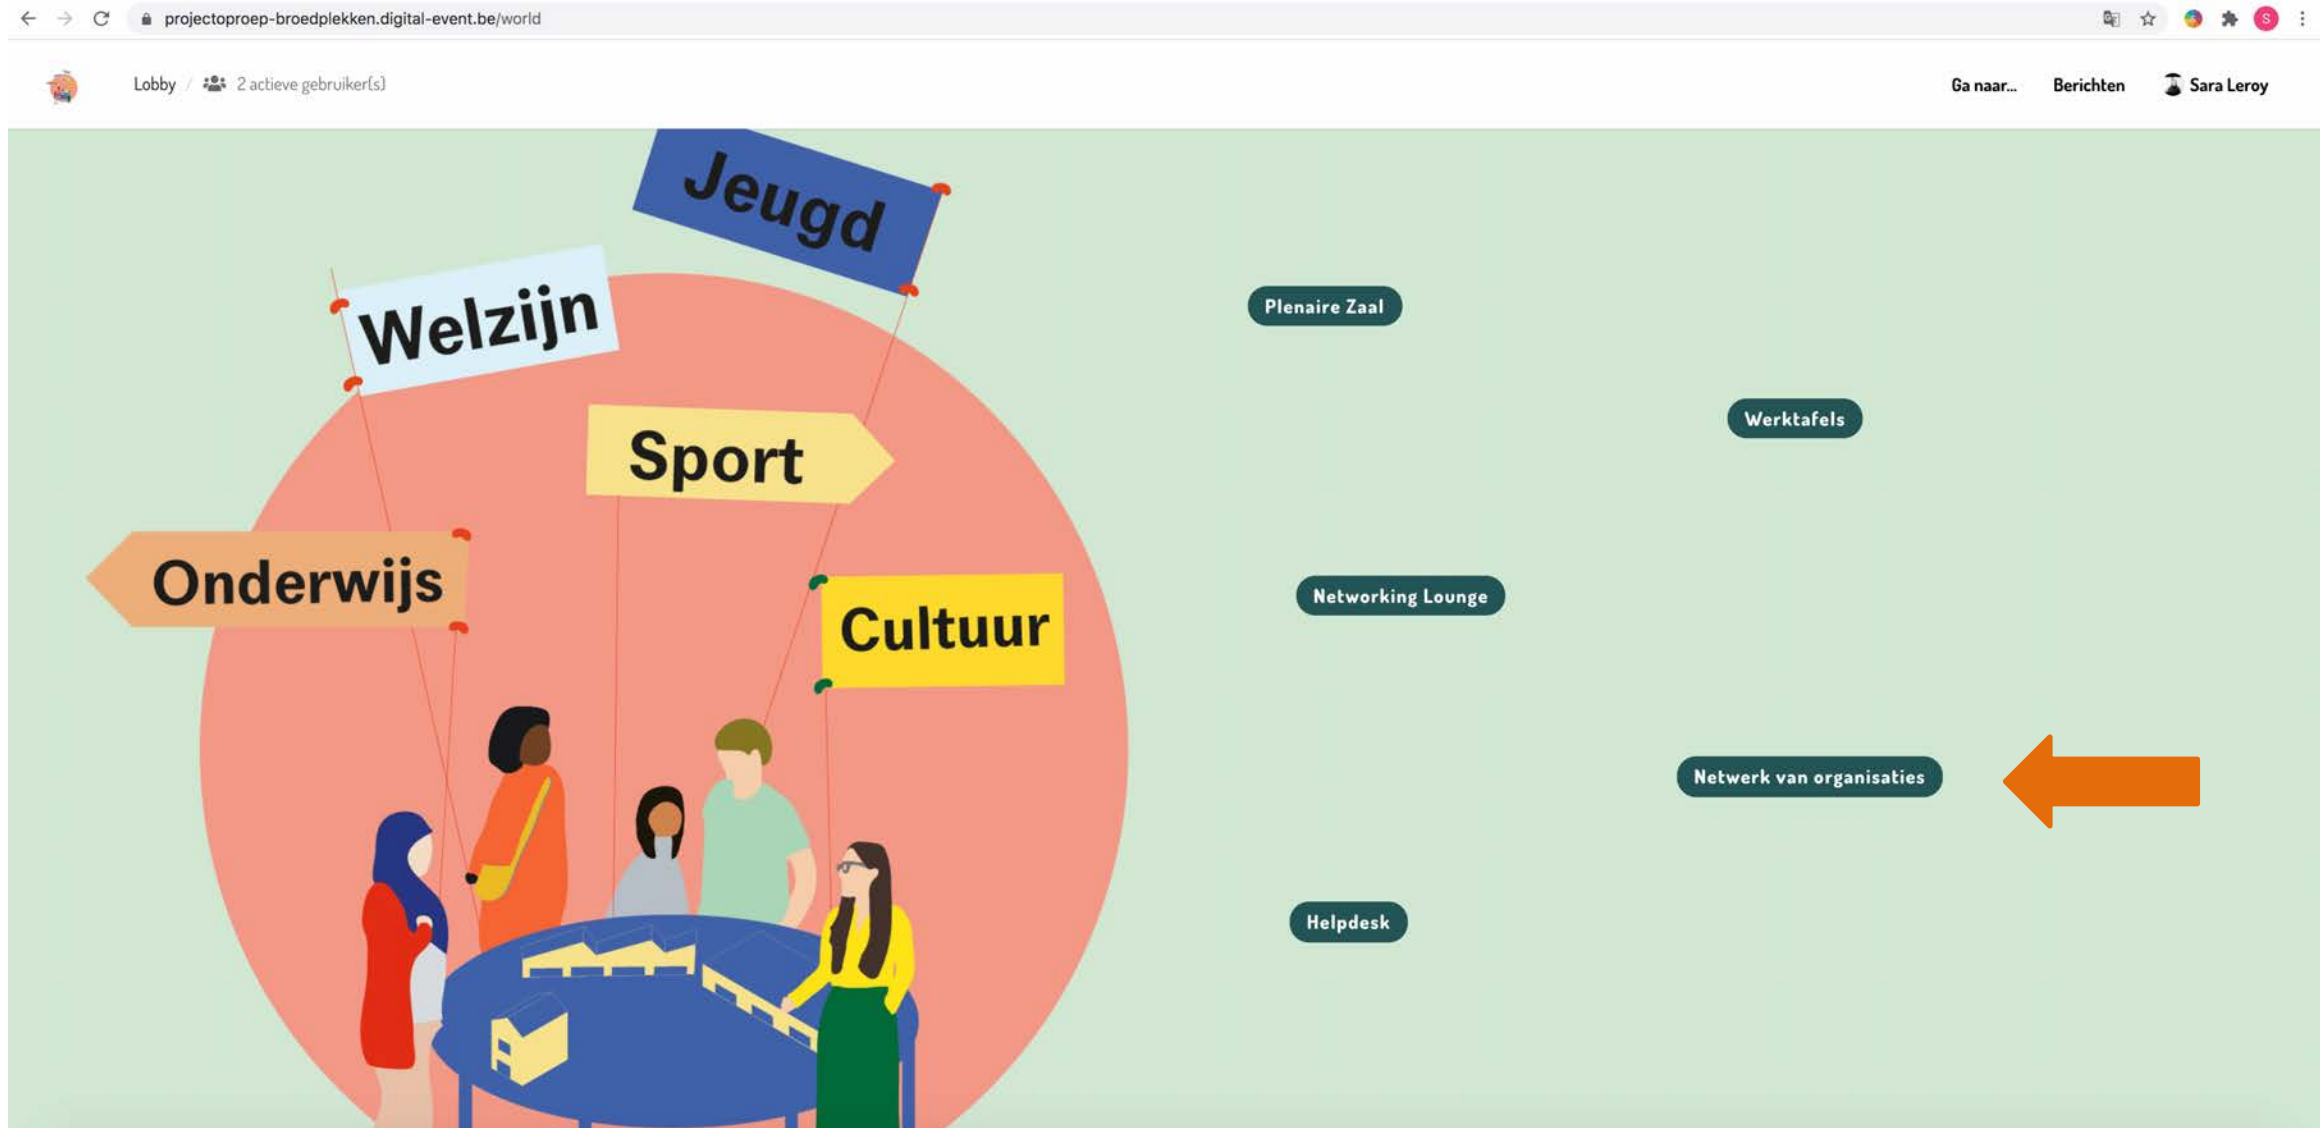 projectoproep-broedplekken.digital-event.be/world
S
Lobby / 2 actieve gebruiker(s)
Ga naar... Berichten Sara Leroy
Jeugd
Welzijn
Sport
Onderwijs
Cultuur
Plenaire Zaal
Werktafels
Networking Lounge
Netwerk van organisaties
Helpdesk